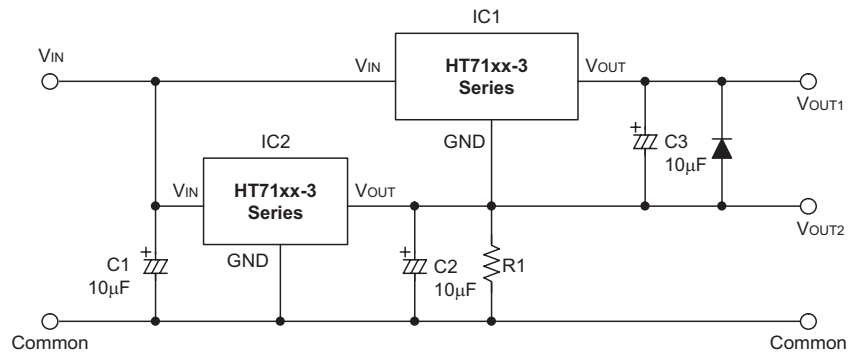 IC1
VIN
VIN
HT71xx-3
Series
VOUT
VOUT1
GND
C3
10µF
IC2
VIN
HT71xx-3
Series
VOUT
VOUT2
GND
C1
10µF
C2
10µF
R1
Common
Common